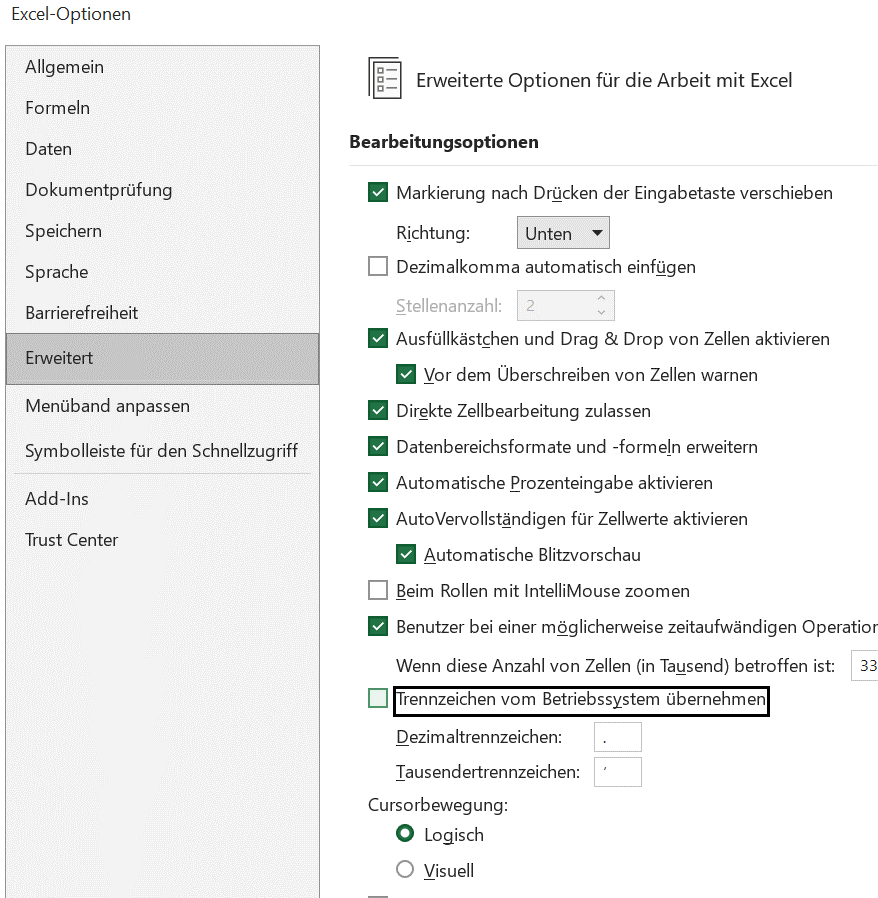 Excel-Optionen
Allgemein
Formeln
Daten
Dokumentprüfung
Speichern
Sprache
Barrierefreiheit
Erweitert
Menüband anpassen
Symbolleiste für den Schnellzugriff
Add-Ins
Trust Center
Erweiterte Optionen für die Arbeit mit Excel
Bearbeitungsoptionen
Markierung nach Drücken der Eingabetaste verschieben
Richtung: Unten
Dezimalkomma automatisch einfügen
Stellenanzahl: 2
Ausfüllkästchen und Drag & Drop von Zellen aktivieren
Vor dem Überschreiben von Zellen warnen
Direkte Zellbearbeitung zulassen
Datenbereichsformate und -formeln erweitern
Automatische Prozenteingabe aktivieren
AutoVervollständigen für Zellwerte aktivieren
Automatische Blitzvorschau
Beim Rollen mit IntelliMouse zoomen
Benutzer bei einer möglicherweise zeitaufwändigen Operation
Wenn diese Anzahl von Zellen (in Tausend) betroffen ist: 33
Trennzeichen vom Betriebssystem übernehmen
Dezimaltrennzeichen: .
Tausendertrennzeichen: ´
Cursorbewegung:
Logisch
Visuell